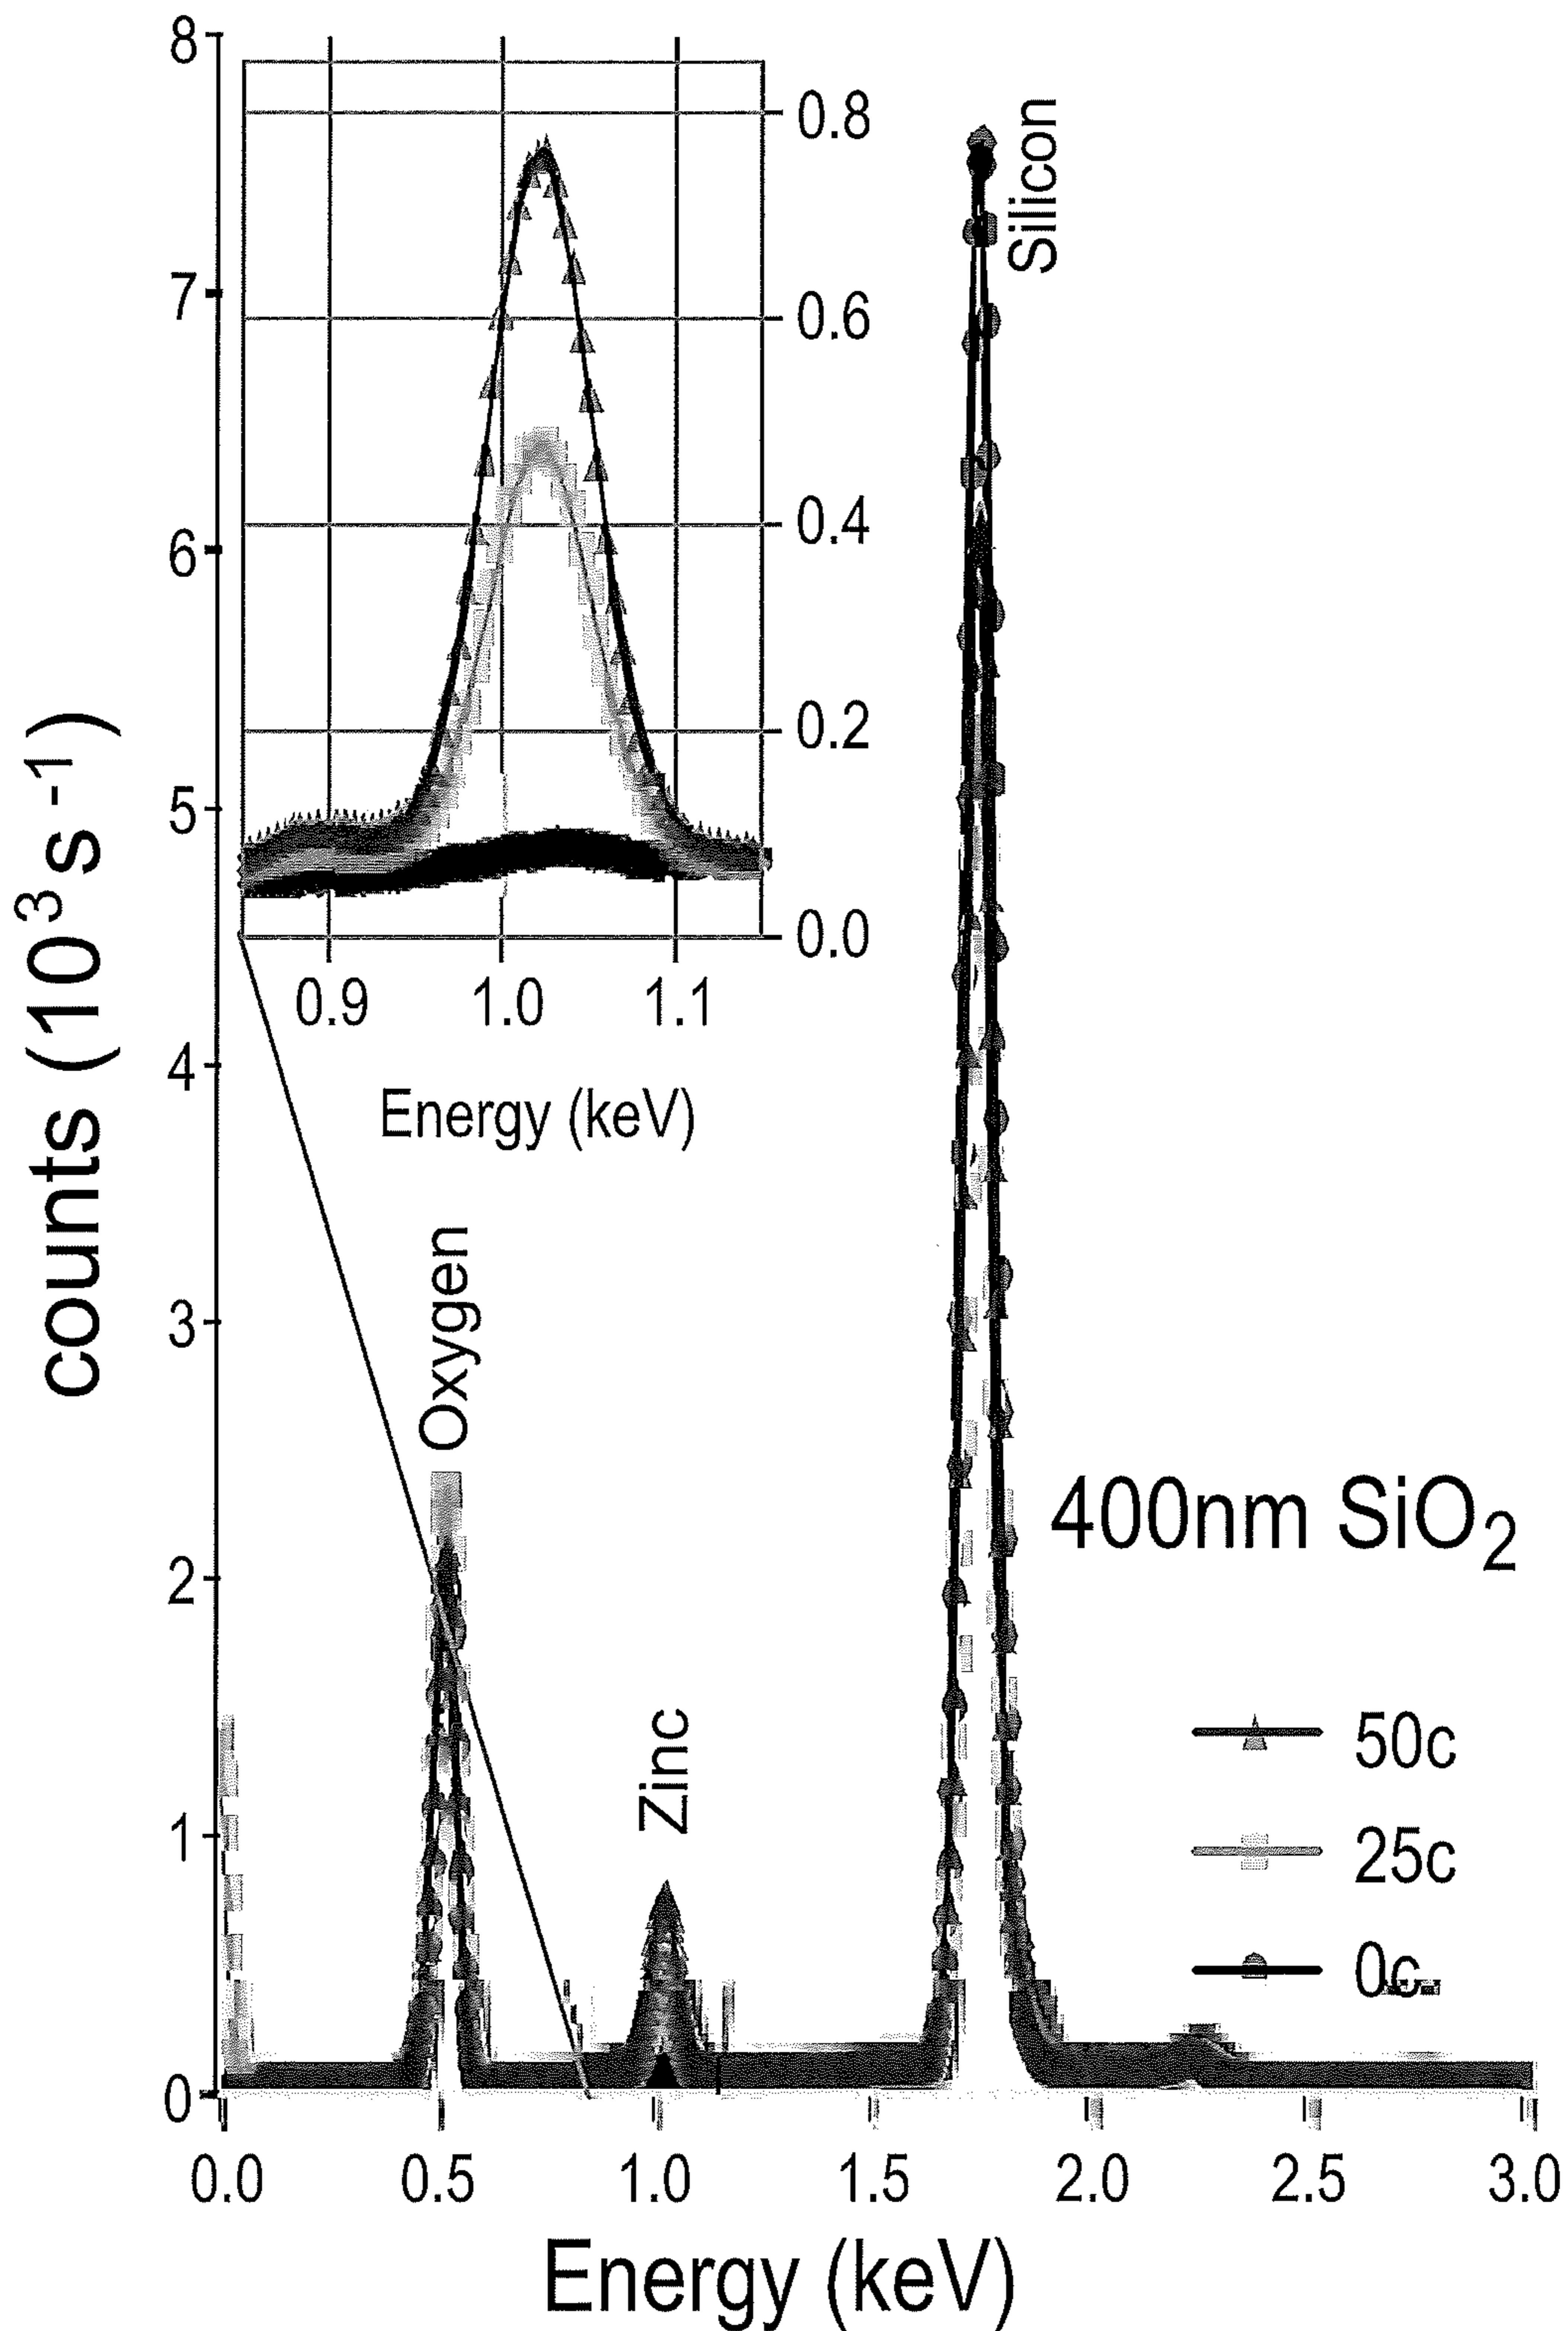 counts (10³s⁻¹)
8
7
6
5
4
3
2
1
0
0.8
0.6
0.4
0.2
0.0
0.9 1.0 1.1
Energy (keV)
Silicon
Oxygen
Zinc
400nm SiO₂
50c
25c
0c
0.0 0.5 1.0 1.5 2.0 2.5 3.0
Energy (keV)